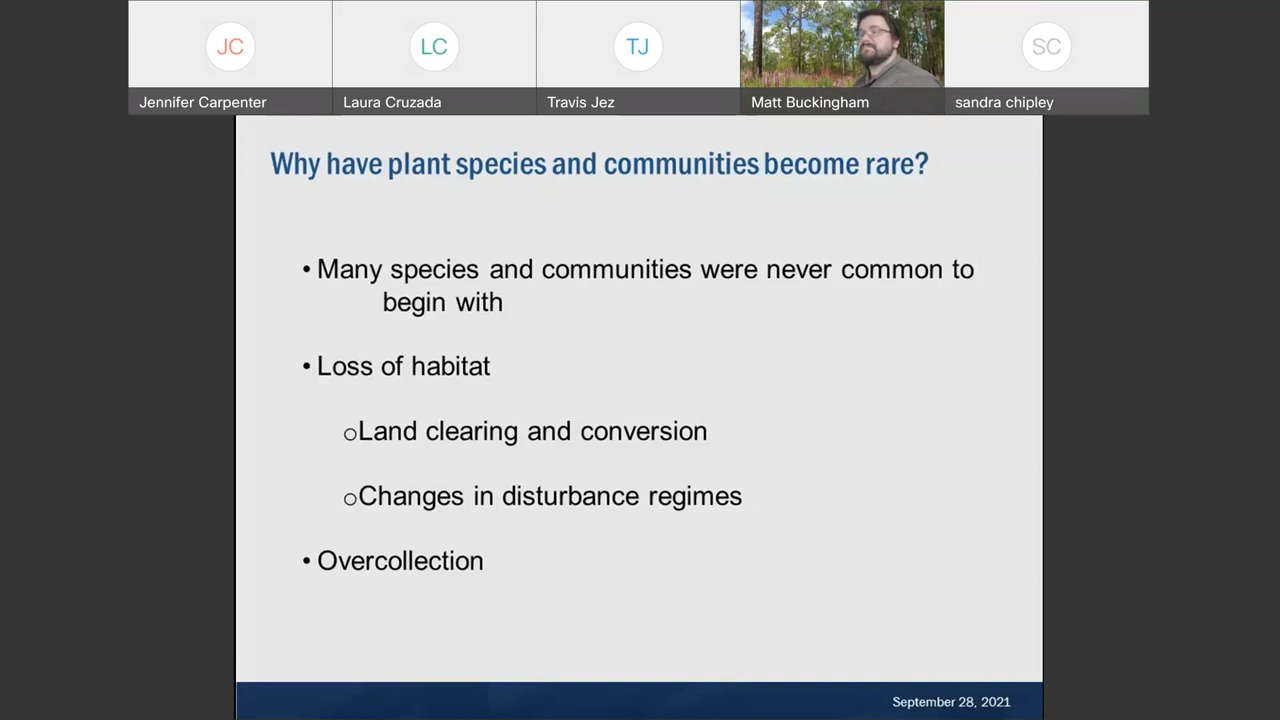 JC
LC
TJ
SC
Jennifer Carpenter
Laura Cruzada
Travis Jez
Matt Buckingham
sandra chipley
Why have plant species and communities become rare?
• Many species and communities were never common to
begin with
• Loss of habitat
oLand clearing and conversion
oChanges in disturbance regimes
• Overcollection
September 28, 2021